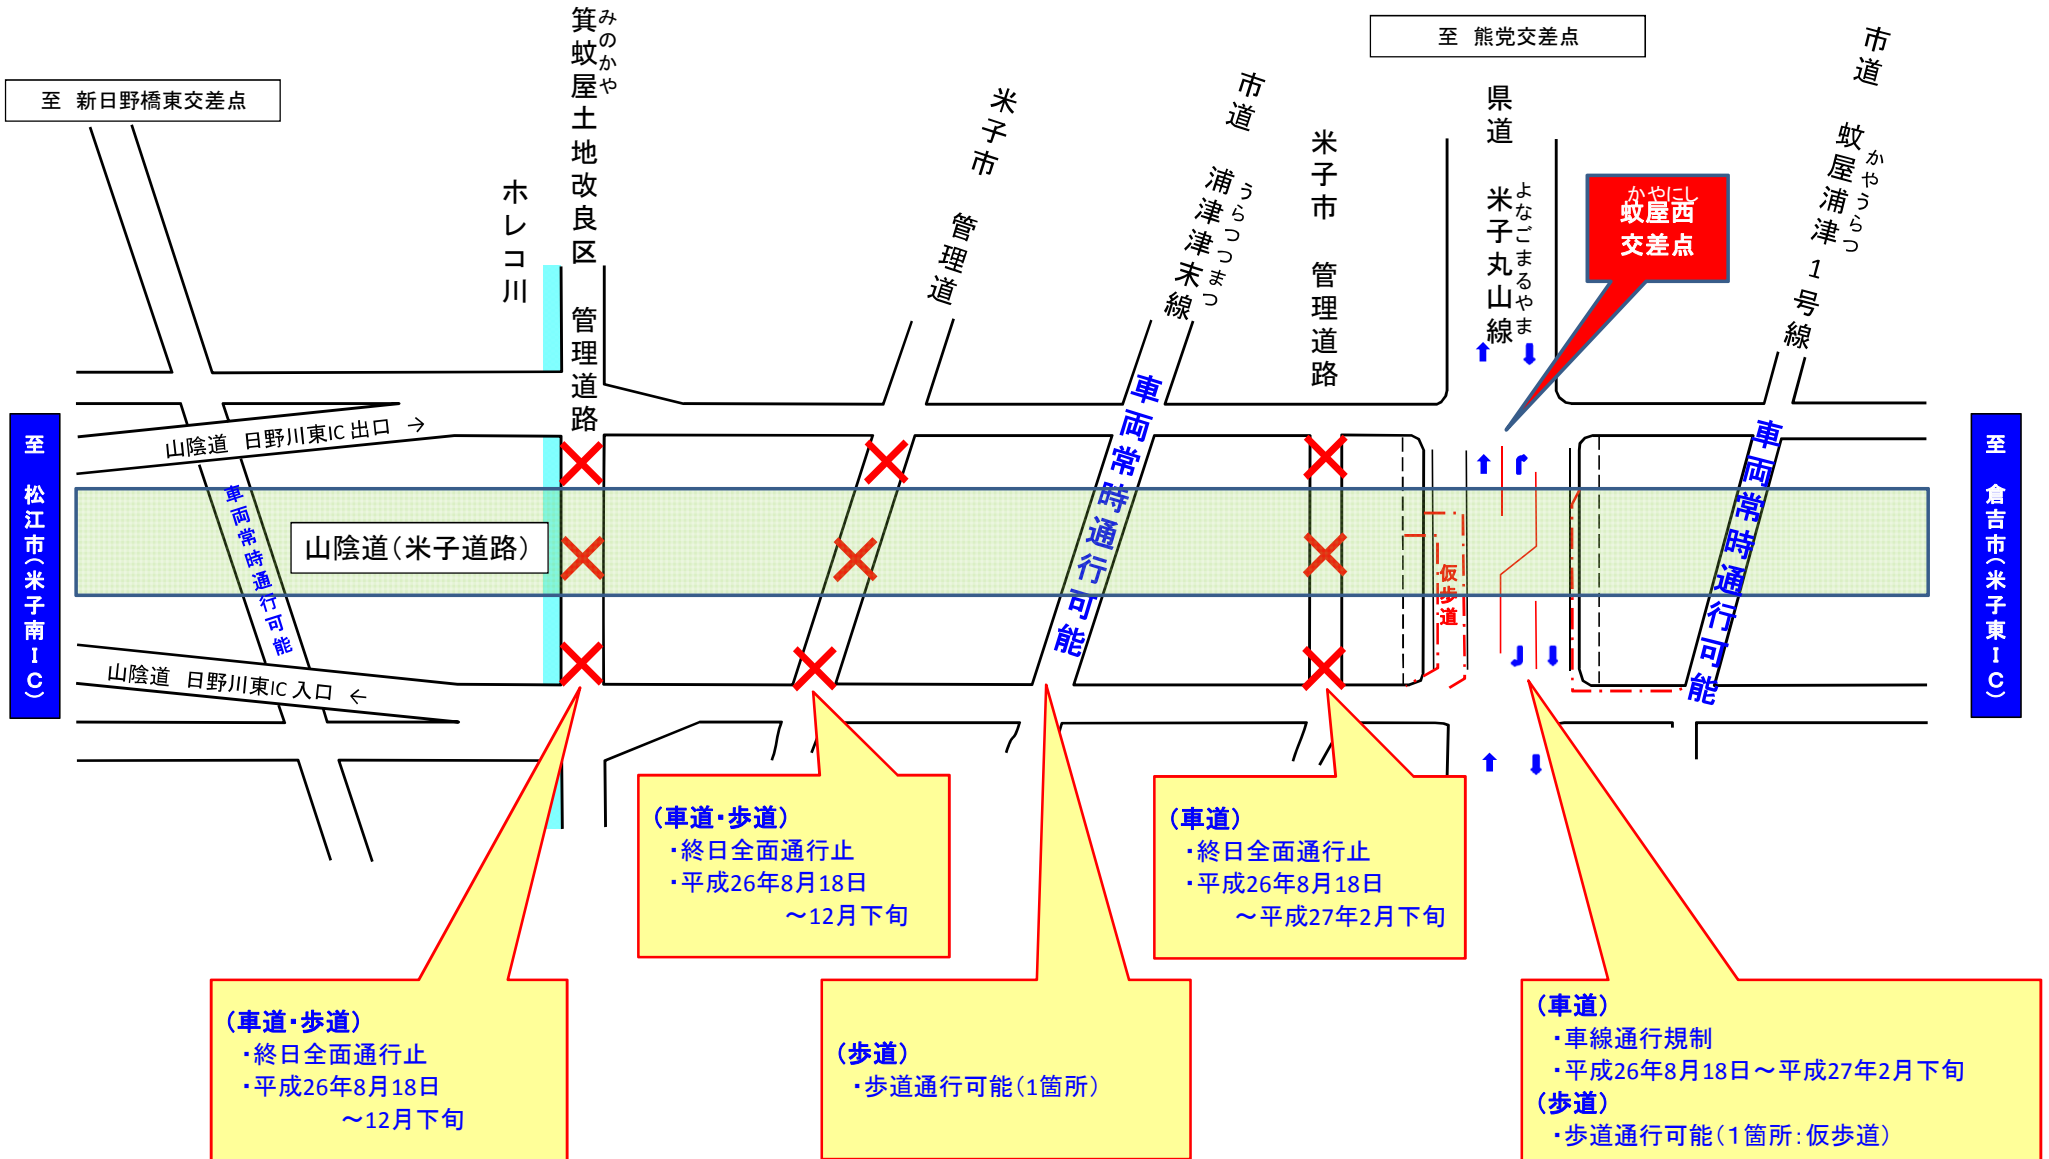 至 熊党交差点
至 新日野橋東交差点
箕蚊屋土地改良区 管理道路
みのかや
ホレコ川
米子市 管理道
市道 浦津津末線
うらつつまつ
米子市 管理道路
県道 米子丸山線
よなごまるやま
かやにし
蚊屋西
交差点
市道 蚊屋浦津1号線
かやうらつ
至 松江市(米子南IC)
至 倉吉市(米子東IC)
山陰道 日野川東IC 出口 →
車両常時通行可能
山陰道(米子道路)
車両常時通行可能
仮歩道
車両常時通行可能
山陰道 日野川東IC 入口 ←
(車道・歩道)
・終日全面通行止
・平成26年8月18日
～12月下旬
(車道・歩道)
・終日全面通行止
・平成26年8月18日
～12月下旬
(歩道)
・歩道通行可能(1箇所)
(車道)
・終日全面通行止
・平成26年8月18日
～平成27年2月下旬
(車道)
・車線通行規制
・平成26年8月18日～平成27年2月下旬
(歩道)
・歩道通行可能(1箇所:仮歩道)